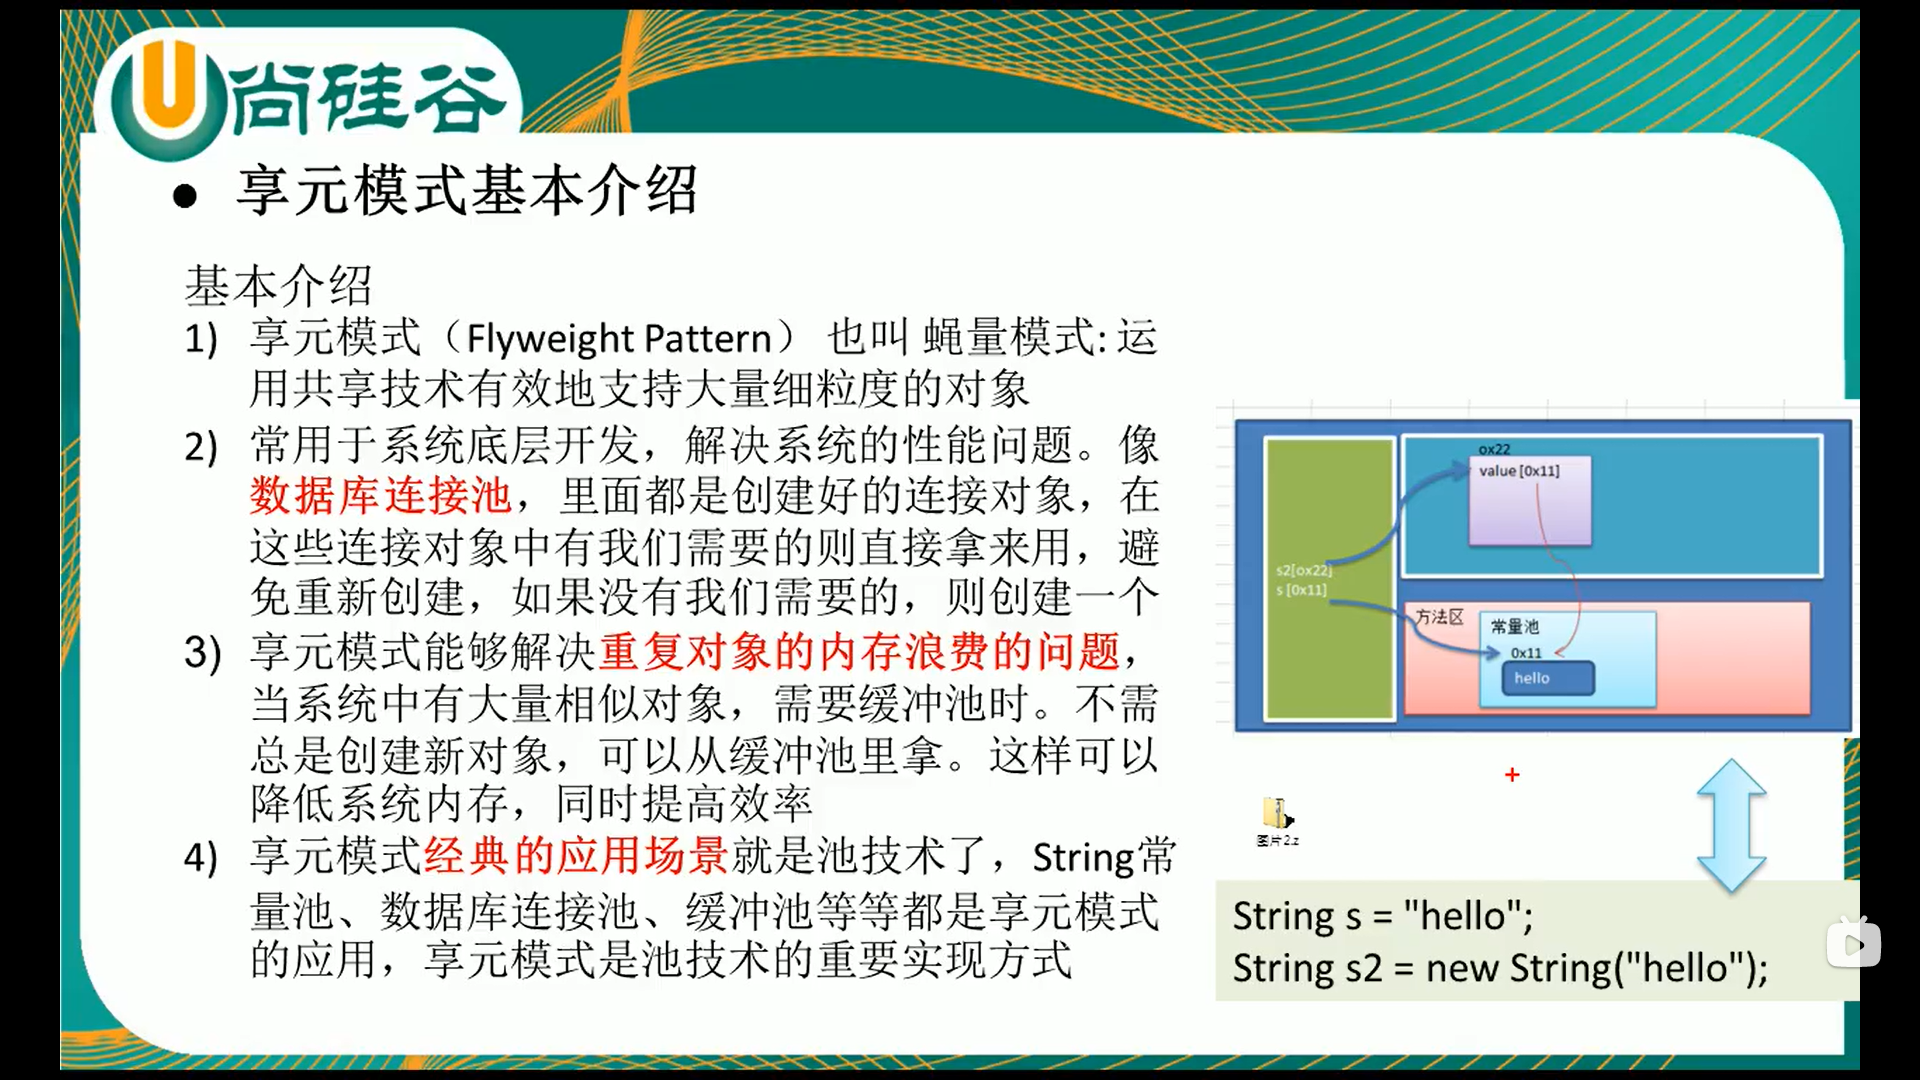 尚硅谷
● 享元模式基本介绍
基本介绍
1) 享元模式（Flyweight Pattern） 也叫 蝇量模式: 运
用共享技术有效地支持大量细粒度的对象
2) 常用于系统底层开发，解决系统的性能问题。像
数据库连接池，里面都是创建好的连接对象，在
这些连接对象中有我们需要的则直接拿来用，避
免重新创建，如果没有我们需要的，则创建一个
3) 享元模式能够解决重复对象的内存浪费的问题，
当系统中有大量相似对象，需要缓冲池时。不需
总是创建新对象，可以从缓冲池里拿。这样可以
降低系统内存，同时提高效率
4) 享元模式经典的应用场景就是池技术了，String常
量池、数据库连接池、缓冲池等等都是享元模式
的应用，享元模式是池技术的重要实现方式
ox22
value [0x11]
s2[ox22]
s [0x11]
方法区
常量池
0x11
hello
图片2.z
String s = "hello";
String s2 = new String("hello");